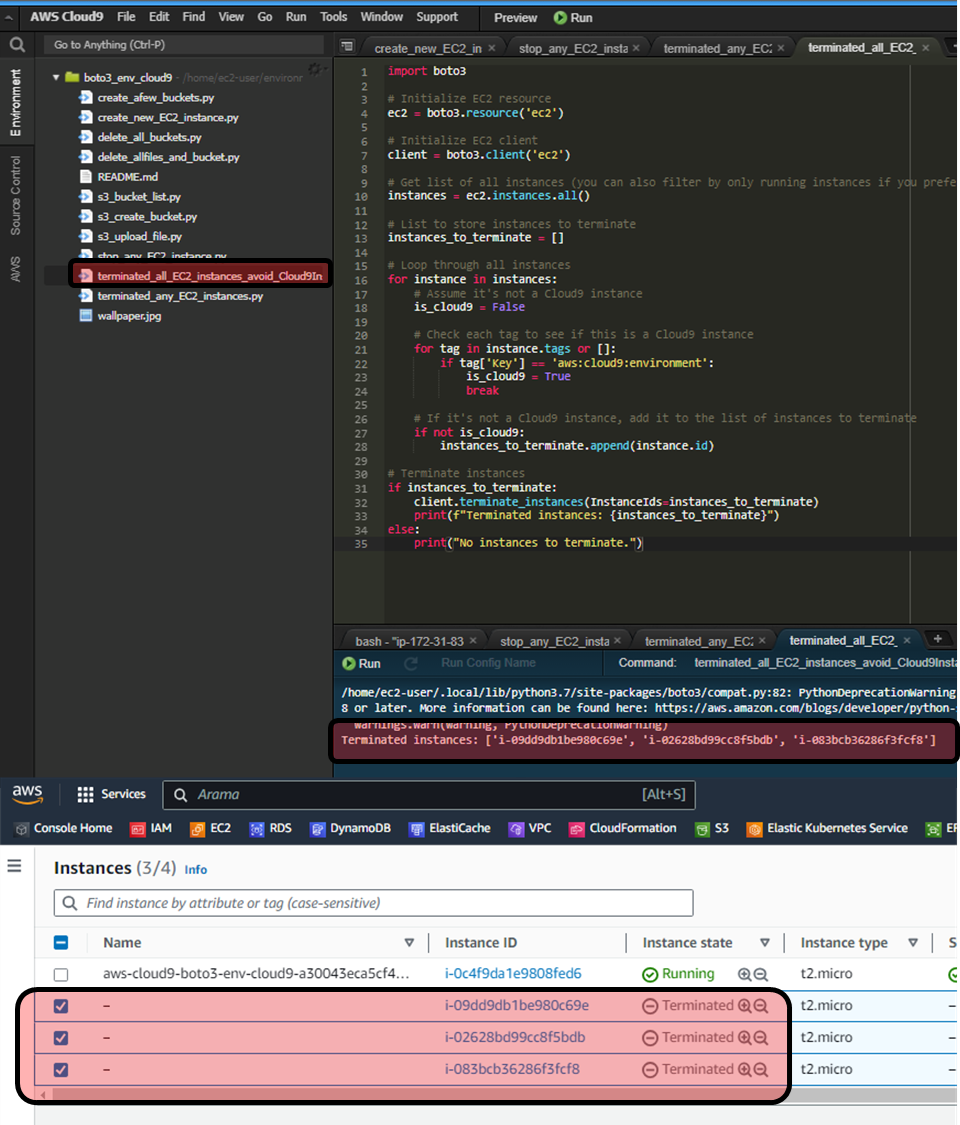 AWS Cloud9 File Edit Find View Go Run Tools Window Support Preview Run
Go to Anything (Ctrl-P)
create_new_EC2_in × stop_any_EC2_insta × terminated_any_EC2 × terminated_all_EC2_ ×
Environment
Source Control
AWS
boto3_env_cloud9 - /home/ec2-user/environr
create_afew_buckets.py
create_new_EC2_instance.py
delete_all_buckets.py
delete_allfiles_and_bucket.py
README.md
s3_bucket_list.py
s3_create_bucket.py
s3_upload_file.py
stop_any_EC2_instance.py
terminated_all_EC2_instances_avoid_Cloud9In
terminated_any_EC2_instances.py
wallpaper.jpg
1 import boto3
2
3 # Initialize EC2 resource
4 ec2 = boto3.resource('ec2')
5
6 # Initialize EC2 client
7 client = boto3.client('ec2')
8
9 # Get list of all instances (you can also filter by only running instances if you prefe
10 instances = ec2.instances.all()
11
12 # List to store instances to terminate
13 instances_to_terminate = []
14
15 # Loop through all instances
16 for instance in instances:
17 # Assume it's not a Cloud9 instance
18 is_cloud9 = False
19
20 # Check each tag to see if this is a Cloud9 instance
21 for tag in instance.tags or []:
22 if tag['Key'] == 'aws:cloud9:environment':
23 is_cloud9 = True
24 break
25
26 # If it's not a Cloud9 instance, add it to the list of instances to terminate
27 if not is_cloud9:
28 instances_to_terminate.append(instance.id)
29
30 # Terminate instances
31 if instances_to_terminate:
32 client.terminate_instances(InstanceIds=instances_to_terminate)
33 print(f"Terminated instances: {instances_to_terminate}")
34 else:
35 print("No instances to terminate.")
bash - "ip-172-31-83 × stop_any_EC2_insta × terminated_any_EC2 × terminated_all_EC2_ × +
Run Run Config Name Command: terminated_all_EC2_instances_avoid_Cloud9Insta
/home/ec2-user/.local/lib/python3.7/site-packages/boto3/compat.py:82: PythonDeprecationWarning
8 or later. More information can be found here: https://aws.amazon.com/blogs/developer/python-
warnings.warn(warning, PythonDeprecationWarning)
Terminated instances: ['i-09dd9db1be980c69e', 'i-02628bd99cc8f5bdb', 'i-083bcb36286f3fcf8']
aws Services Arama [Alt+S]
Console Home IAM EC2 RDS DynamoDB ElastiCache VPC CloudFormation S3 Elastic Kubernetes Service EF
Instances (3/4) Info
Find instance by attribute or tag (case-sensitive)
Name Instance ID Instance state Instance type S
aws-cloud9-boto3-env-cloud9-a30043eca5cf4... i-0c4f9da1e9808fed6 Running t2.micro
– i-09dd9db1be980c69e Terminated t2.micro –
– i-02628bd99cc8f5bdb Terminated t2.micro –
– i-083bcb36286f3fcf8 Terminated t2.micro –